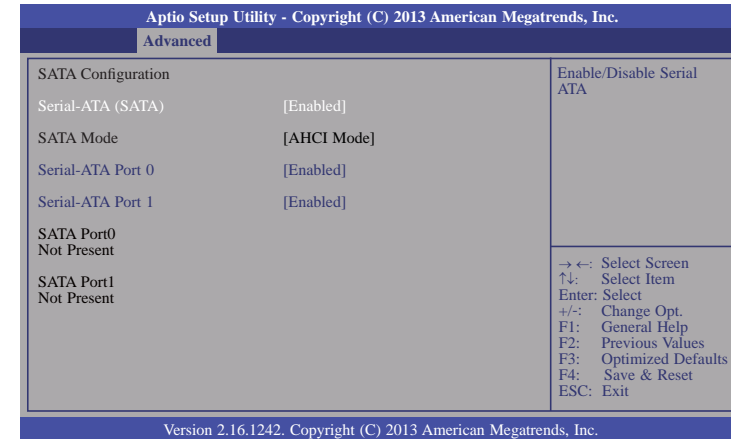 Aptio Setup Utility - Copyright (C) 2013 American Megatrends, Inc.
Advanced
SATA Configuration
Serial-ATA (SATA) [Enabled]
SATA Mode [AHCI Mode]
Serial-ATA Port 0 [Enabled]
Serial-ATA Port 1 [Enabled]
SATA Port0
Not Present
SATA Port1
Not Present
Enable/Disable Serial
ATA
→←: Select Screen
↑↓: Select Item
Enter: Select
+/-: Change Opt.
F1: General Help
F2: Previous Values
F3: Optimized Defaults
F4: Save & Reset
ESC: Exit
Version 2.16.1242. Copyright (C) 2013 American Megatrends, Inc.